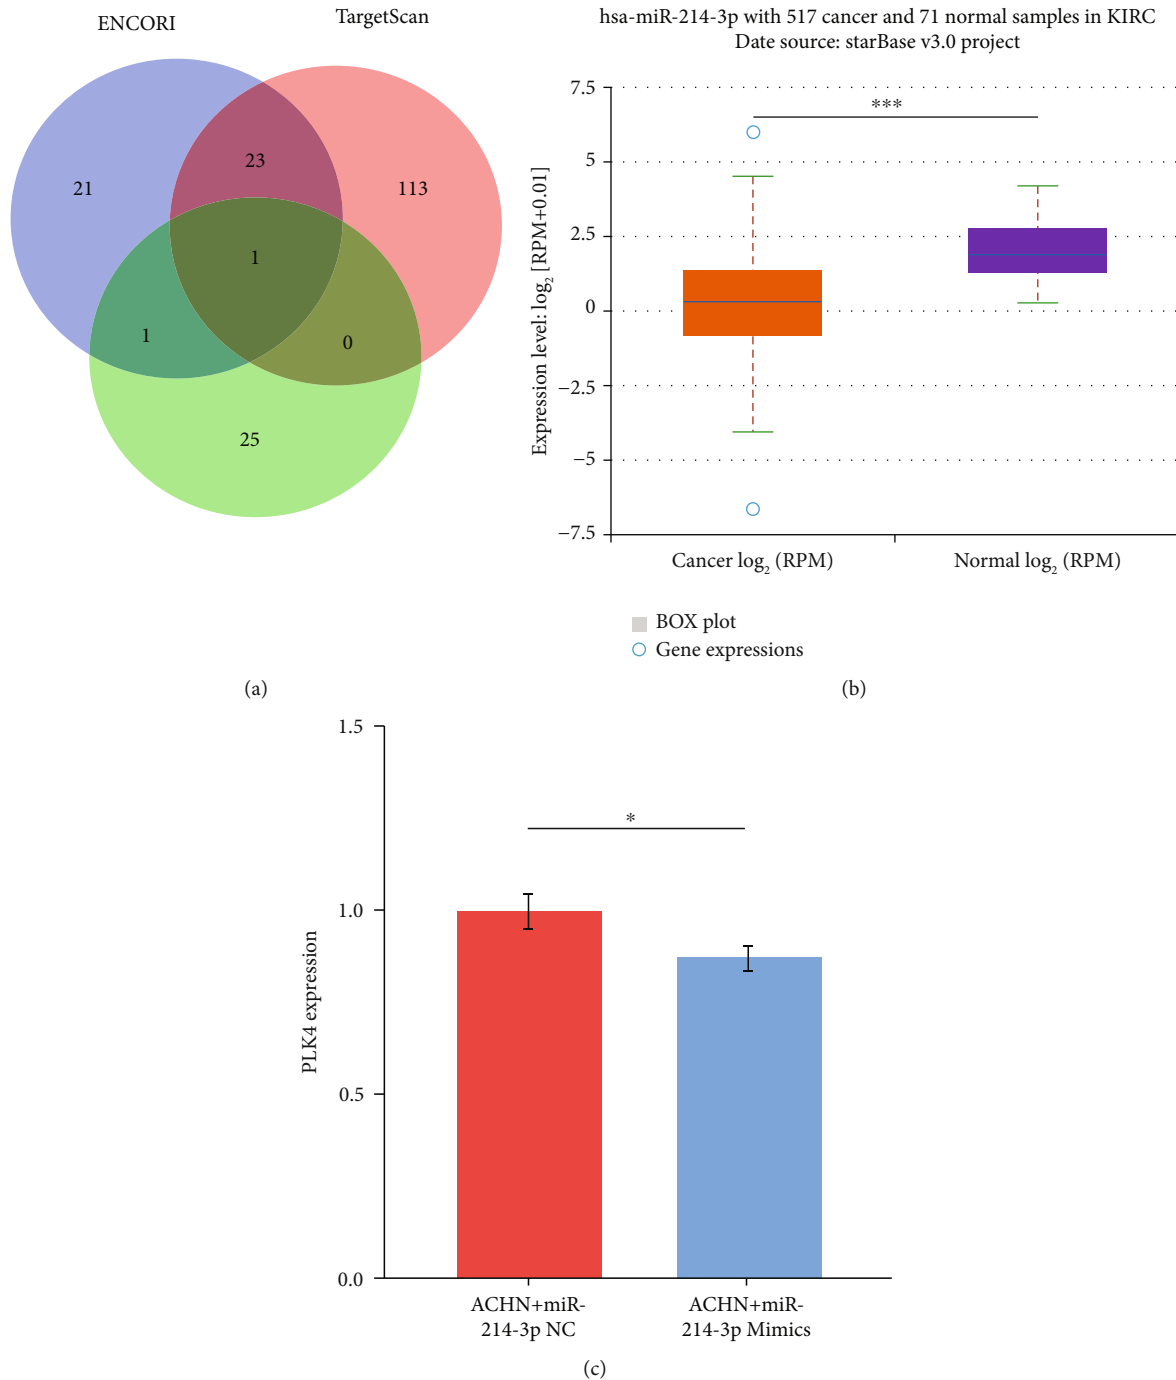 ENCORI
TargetScan
21
23
113
1
1
0
25
(a)
hsa-miR-214-3p with 517 cancer and 71 normal samples in KIRC
Date source: starBase v3.0 project
Expression level: log₂ [RPM+0.01]
7.5
5
2.5
0
−2.5
−5
−7.5
***
Cancer log₂ (RPM)
Normal log₂ (RPM)
BOX plot
Gene expressions
(b)
PLK4 expression
1.5
1.0
0.5
0.0
*
ACHN+miR-
214-3p NC
ACHN+miR-
214-3p Mimics
(c)